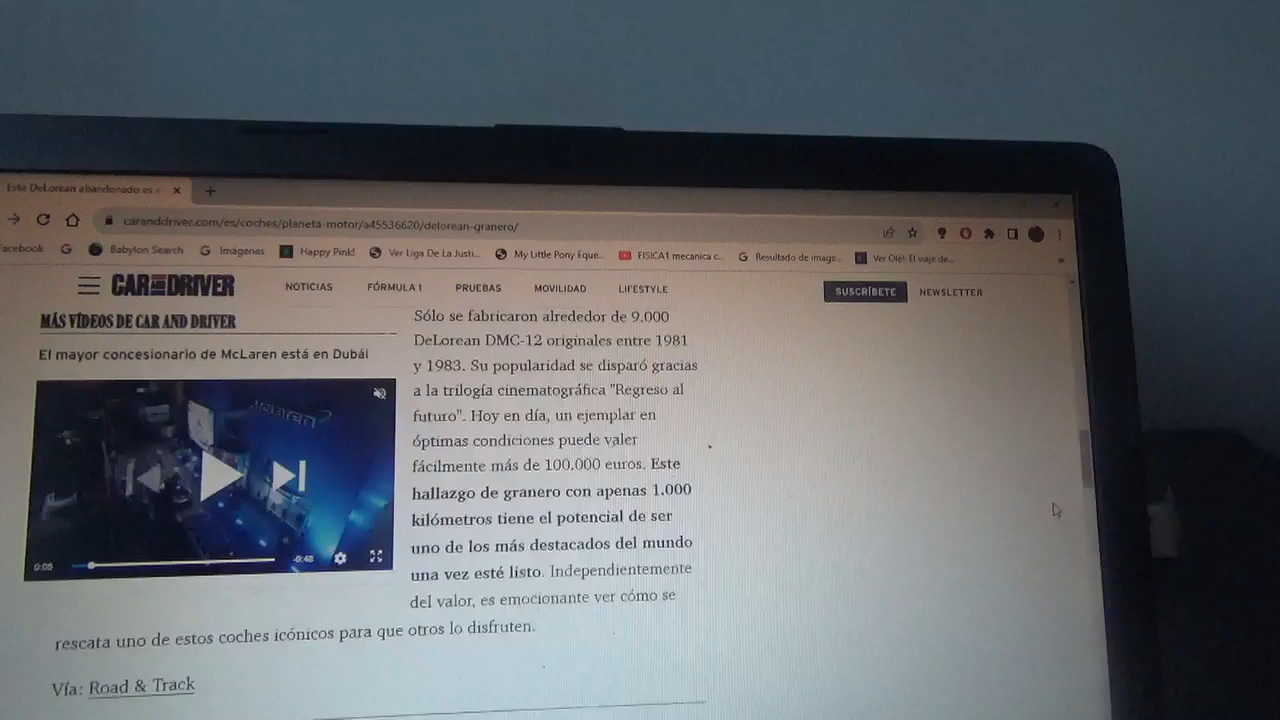 Este DeLorean abandonado es
caranddriver.com/es/coches/planeta-motor/a45536620/delorean-granero/
acebook
Babylon Search
Imágenes
Happy Pink!
Ver Liga De La Justi...
My Little Pony Eque...
FISICA1 mecanica c...
Resultado de image...
Ver Olé!: El viaje de...
CAR AND DRIVER
NOTICIAS
FÓRMULA 1
PRUEBAS
MOVILIDAD
LIFESTYLE
SUSCRÍBETE
NEWSLETTER
MÁS VÍDEOS DE CAR AND DRIVER
El mayor concesionario de McLaren está en Dubái
McLaren
0:06
-0:48
Sólo se fabricaron alrededor de 9.000
DeLorean DMC-12 originales entre 1981
y 1983. Su popularidad se disparó gracias
a la trilogía cinematográfica "Regreso al
futuro". Hoy en día, un ejemplar en
óptimas condiciones puede valer
fácilmente más de 100.000 euros. Este
hallazgo de granero con apenas 1.000
kilómetros tiene el potencial de ser
uno de los más destacados del mundo
una vez esté listo. Independientemente
del valor, es emocionante ver cómo se
rescata uno de estos coches icónicos para que otros lo disfruten.
Vía: Road & Track